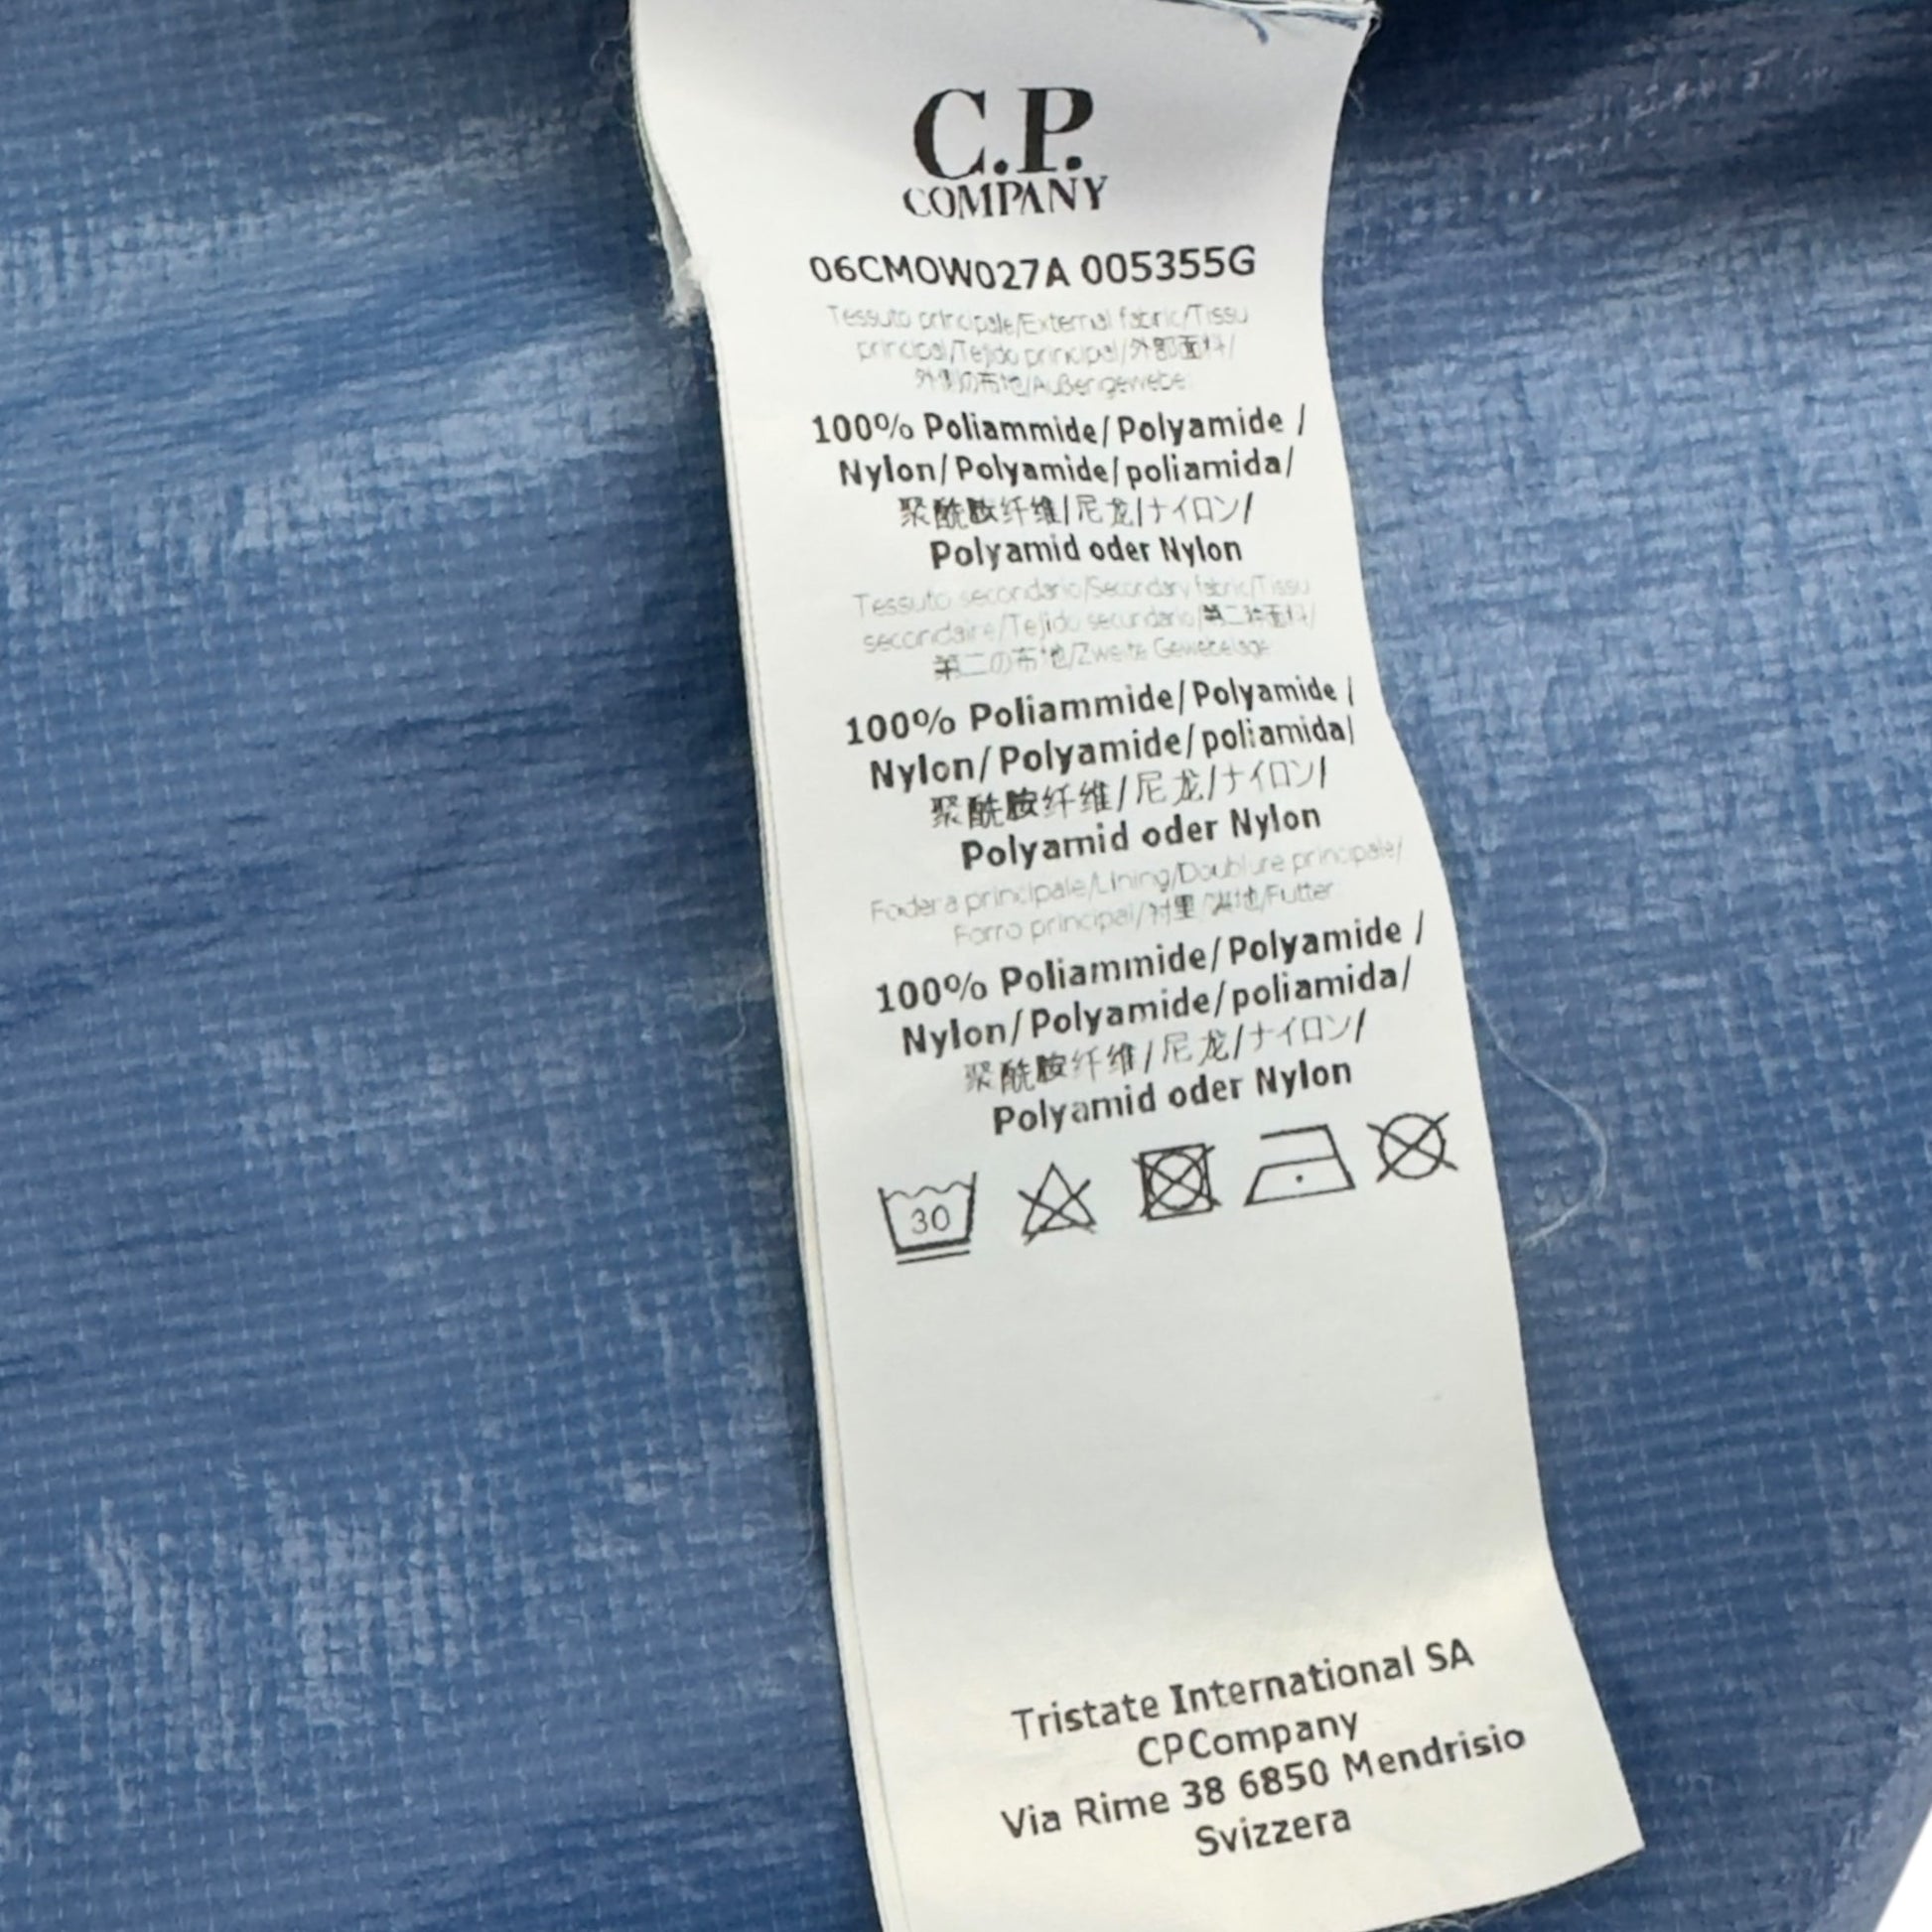 C.P.
COMPANY
06CMOW027A 005355G
Tessuto principale/External fabric/Tissu
principal/Tejido principal/外部面料/
外側の布地/Außengewebe
100% Poliammide/Polyamide /
Nylon/Polyamide/poliamida/
聚酰胺纤维/尼龙/ナイロン/
Polyamid oder Nylon
Tessuto secondario/Secondary fabric/Tissu
secondaire/Tejido secundario/第二种面料/
第二の布地/Zweite Gewebelage
100% Poliammide/Polyamide /
Nylon/Polyamide/poliamida/
聚酰胺纤维/尼龙/ナイロン/
Polyamid oder Nylon
Fodera principale/Lining/Doublure principale/
Forro principal/衬里/裏地/Futter
100% Poliammide/Polyamide /
Nylon/Polyamide/poliamida/
聚酰胺纤维/尼龙/ナイロン/
Polyamid oder Nylon
30
Tristate International SA
CPCompany
Via Rime 38 6850 Mendrisio
Svizzera